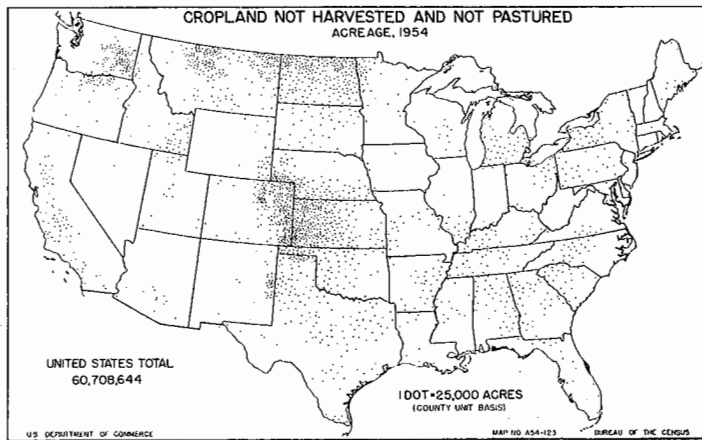 CROPLAND NOT HARVESTED AND NOT PASTURED
ACREAGE, 1954
UNITED STATES TOTAL
60,708,644
1 DOT=25,000 ACRES
(COUNTY UNIT BASIS)
US DEPARTMENT OF COMMERCE
MAP NO A54-123
BUREAU OF THE CENSUS